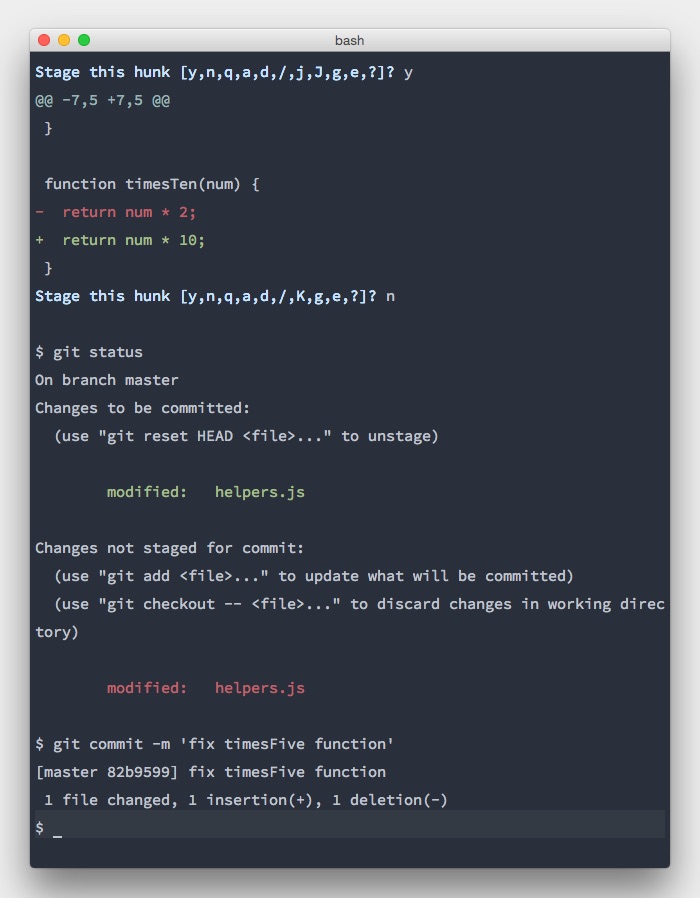 bash
Stage this hunk [y,n,q,a,d,/,j,J,g,e,?]? y
@@ -7,5 +7,5 @@
 }
 function timesTen(num) {
-  return num * 2;
+  return num * 10;
 }
Stage this hunk [y,n,q,a,d,/,K,g,e,?]? n
$ git status
On branch master
Changes to be committed:
  (use "git reset HEAD <file>..." to unstage)
        modified:   helpers.js
Changes not staged for commit:
  (use "git add <file>..." to update what will be committed)
  (use "git checkout -- <file>..." to discard changes in working direc
tory)
        modified:   helpers.js
$ git commit -m 'fix timesFive function'
[master 82b9599] fix timesFive function
 1 file changed, 1 insertion(+), 1 deletion(-)
$ _